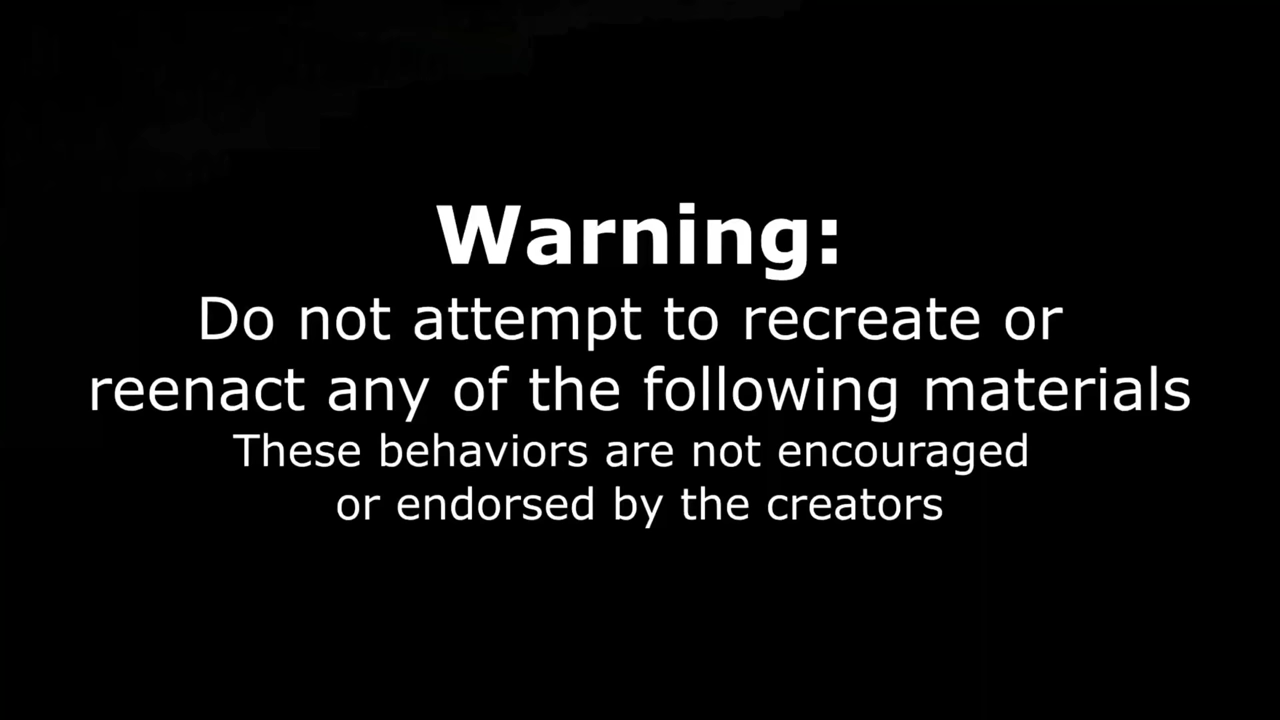 Warning:
Do not attempt to recreate or
reenact any of the following materials
These behaviors are not encouraged
or endorsed by the creators